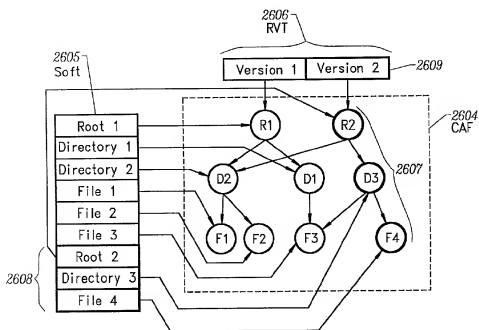 2606
RVT
2605
Soft
Version 1 Version 2
2609
2604
CAF
Root 1
Directory 1
Directory 2
File 1
File 2
File 3
Root 2
Directory 3
File 4
2608
R1 R2
2607
D2 D1 D3
F1 F2 F3 F4